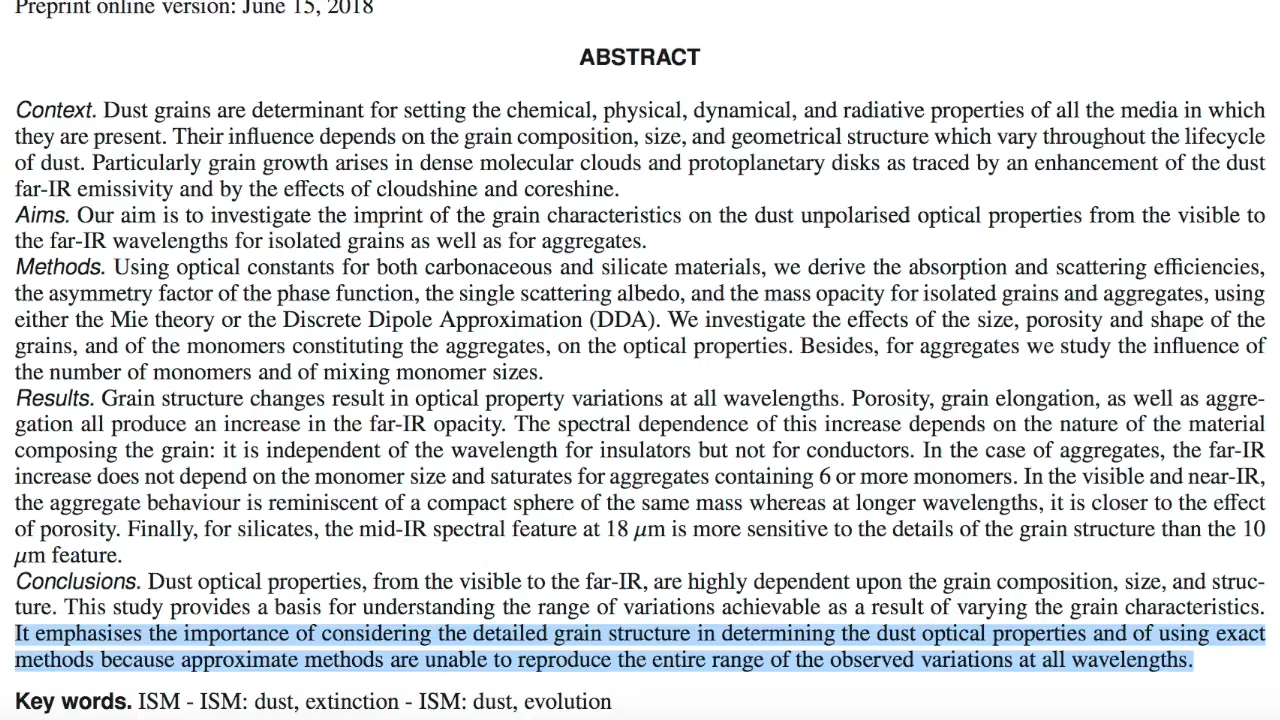 Preprint online version: June 15, 2018
ABSTRACT
Context. Dust grains are determinant for setting the chemical, physical, dynamical, and radiative properties of all the media in which
they are present. Their influence depends on the grain composition, size, and geometrical structure which vary throughout the lifecycle
of dust. Particularly grain growth arises in dense molecular clouds and protoplanetary disks as traced by an enhancement of the dust
far-IR emissivity and by the effects of cloudshine and coreshine.
Aims. Our aim is to investigate the imprint of the grain characteristics on the dust unpolarised optical properties from the visible to
the far-IR wavelengths for isolated grains as well as for aggregates.
Methods. Using optical constants for both carbonaceous and silicate materials, we derive the absorption and scattering efficiencies,
the asymmetry factor of the phase function, the single scattering albedo, and the mass opacity for isolated grains and aggregates, using
either the Mie theory or the Discrete Dipole Approximation (DDA). We investigate the effects of the size, porosity and shape of the
grains, and of the monomers constituting the aggregates, on the optical properties. Besides, for aggregates we study the influence of
the number of monomers and of mixing monomer sizes.
Results. Grain structure changes result in optical property variations at all wavelengths. Porosity, grain elongation, as well as aggre-
gation all produce an increase in the far-IR opacity. The spectral dependence of this increase depends on the nature of the material
composing the grain: it is independent of the wavelength for insulators but not for conductors. In the case of aggregates, the far-IR
increase does not depend on the monomer size and saturates for aggregates containing 6 or more monomers. In the visible and near-IR,
the aggregate behaviour is reminiscent of a compact sphere of the same mass whereas at longer wavelengths, it is closer to the effect
of porosity. Finally, for silicates, the mid-IR spectral feature at 18 μm is more sensitive to the details of the grain structure than the 10
μm feature.
Conclusions. Dust optical properties, from the visible to the far-IR, are highly dependent upon the grain composition, size, and struc-
ture. This study provides a basis for understanding the range of variations achievable as a result of varying the grain characteristics.
It emphasises the importance of considering the detailed grain structure in determining the dust optical properties and of using exact
methods because approximate methods are unable to reproduce the entire range of the observed variations at all wavelengths.
Key words. ISM - ISM: dust, extinction - ISM: dust, evolution